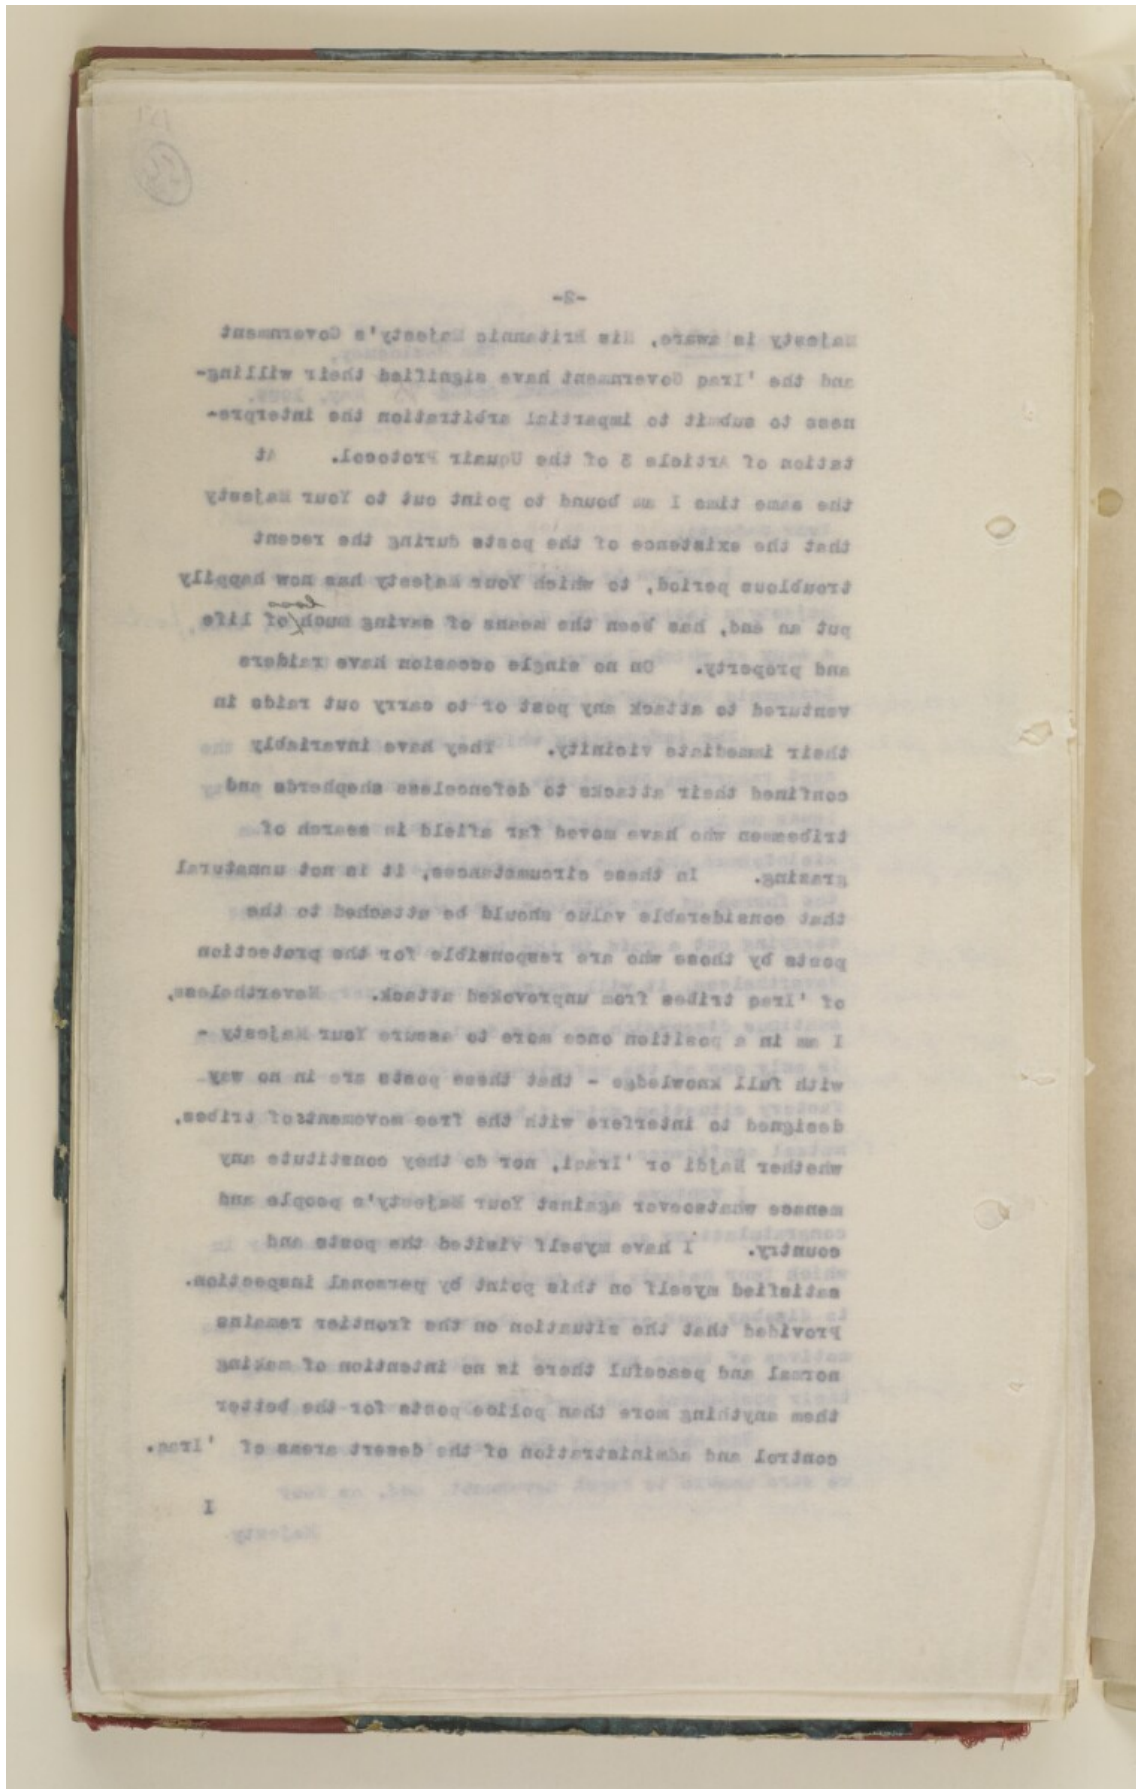 -2-
Majesty is aware, His Britannic Majesty's Government
and the 'Iraq Government have signified their willing-
ness to submit to impartial arbitration the interpre-
tation of Article 3 of the Uquair Protocol. At
the same time I am bound to point out to Your Majesty
that the existence of the posts during the recent
troublous period, to which Your Majesty has now happily
put an end, has been the means of saving much loss of life
and property. On no single occasion have raiders
ventured to attack any post or to carry out raids in
their immediate vicinity. They have invariably
confined their attacks to defenceless shepherds and
tribesmen who have moved far afield in search of
grazing. In these circumstances, it is not unnatural
that considerable value should be attached to the
posts by those who are responsible for the protection
of 'Iraq tribes from unprovoked attack. Nevertheless,
I am in a position once more to assure Your Majesty -
with full knowledge - that these posts are in no way
designed to interfere with the free movements of tribes,
whether Najdi or 'Iraqi, nor do they constitute any
menace whatsoever against Your Majesty's people and
country. I have myself visited the posts and
satisfied myself on this point by personal inspection.
Provided that the situation on the frontier remains
normal and peaceful there is no intention of making
them anything more than police posts for the better
control and administration of the desert areas of 'Iraq.
I
Majesty